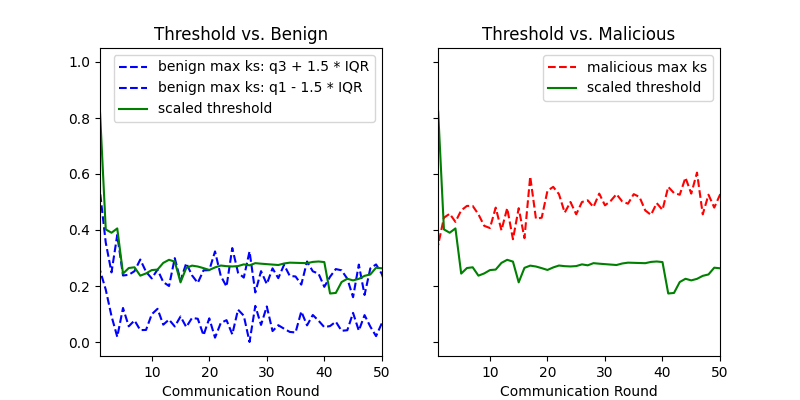 Threshold vs. Benign
benign max ks: q3 + 1.5 * IQR
benign max ks: q1 - 1.5 * IQR
scaled threshold
1.0
0.8
0.6
0.4
0.2
0.0
10
20
30
40
50
Communication Round
Threshold vs. Malicious
malicious max ks
scaled threshold
10
20
30
40
50
Communication Round